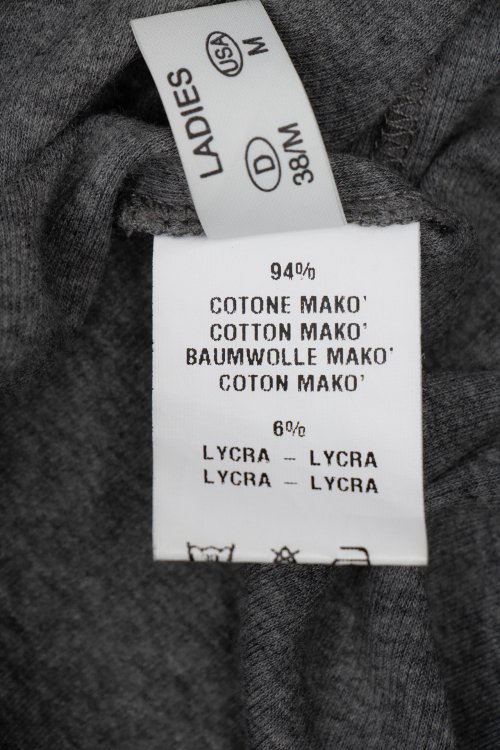 LADIES
USA
M
D
38/M
94%
COTONE MAKO'
COTTON MAKO'
BAUMWOLLE MAKO'
COTON MAKO'
6%
LYCRA - LYCRA
LYCRA - LYCRA